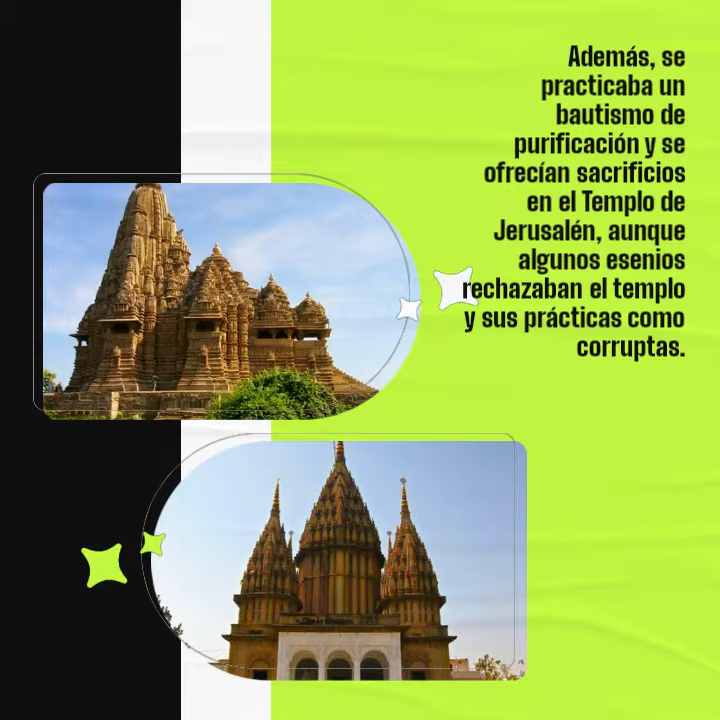 Además, se
practicaba un
bautismo de
purificación y se
ofrecían sacrificios
en el Templo de
Jerusalén, aunque
algunos esenios
rechazaban el templo
y sus prácticas como
corruptas.